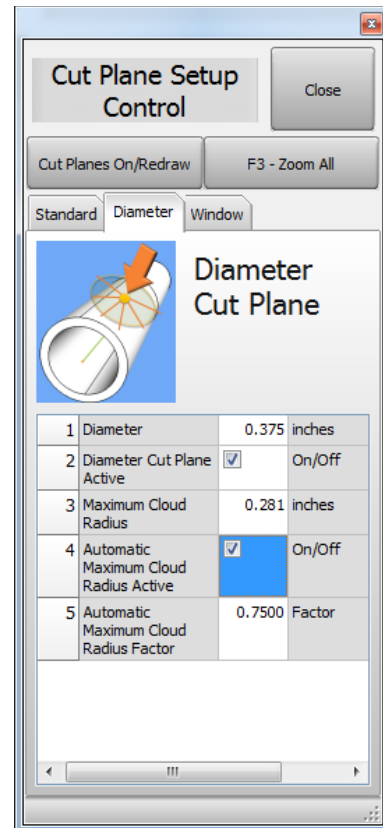 Cut Plane Setup
Control
Close
Cut Planes On/Redraw
F3 - Zoom All
Standard
Diameter
Window
Diameter
Cut Plane
1 Diameter 0.375 inches
2 Diameter Cut Plane On/Off
Active
3 Maximum Cloud 0.281 inches
Radius
4 Automatic On/Off
Maximum Cloud
Radius Active
5 Automatic 0.7500 Factor
Maximum Cloud
Radius Factor